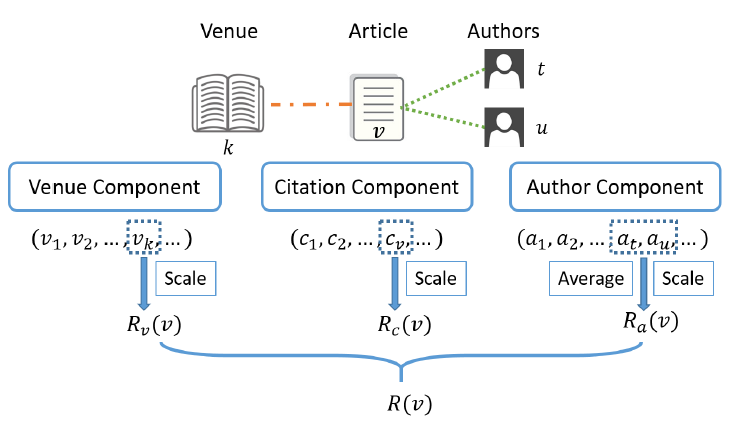 Venue Article Authors
t
k v u
Venue Component Citation Component Author Component
(v₁, v₂, ... , vₖ, ... ) (c₁, c₂, ... , cᵥ, ... ) (a₁, a₂, ... , aₜ, aᵤ, ... )
Scale Scale Average Scale
Rᵥ(v) R꜀(v) Rₐ(v)
R(v)